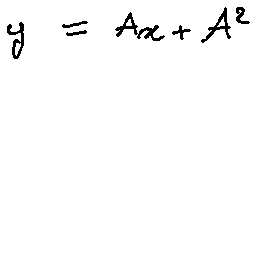 y = Ax + A²